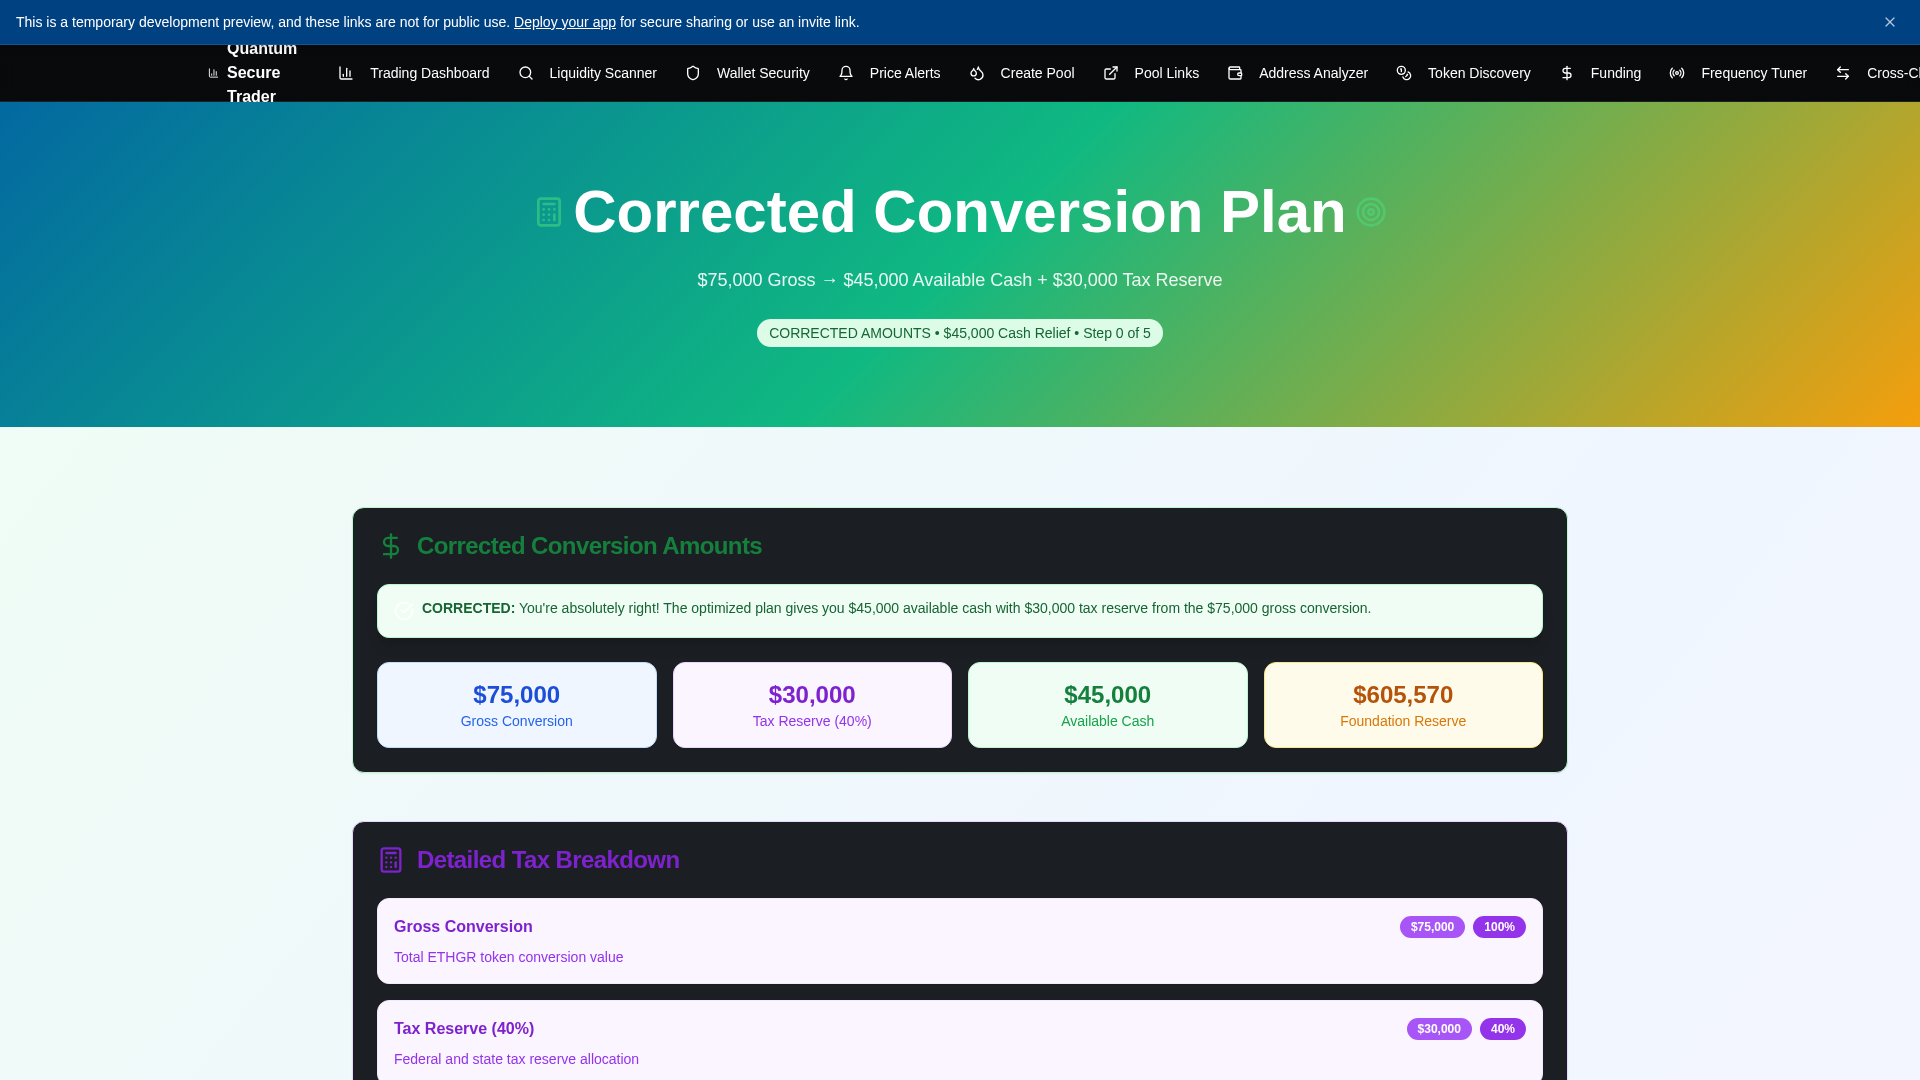 This is a temporary development preview, and these links are not for public use. Deploy your app for secure sharing or use an invite link.
Quantum
Secure
Trader
Trading Dashboard
Liquidity Scanner
Wallet Security
Price Alerts
Create Pool
Pool Links
Address Analyzer
Token Discovery
Funding
Frequency Tuner
Corrected Conversion Plan
$75,000 Gross → $45,000 Available Cash + $30,000 Tax Reserve
CORRECTED AMOUNTS • $45,000 Cash Relief • Step 0 of 5
Corrected Conversion Amounts
CORRECTED: You're absolutely right! The optimized plan gives you $45,000 available cash with $30,000 tax reserve from the $75,000 gross conversion.
$75,000
Gross Conversion
$30,000
Tax Reserve (40%)
$45,000
Available Cash
$605,570
Foundation Reserve
Detailed Tax Breakdown
Gross Conversion
$75,000
100%
Total ETHGR token conversion value
Tax Reserve (40%)
$30,000
40%
Federal and state tax reserve allocation